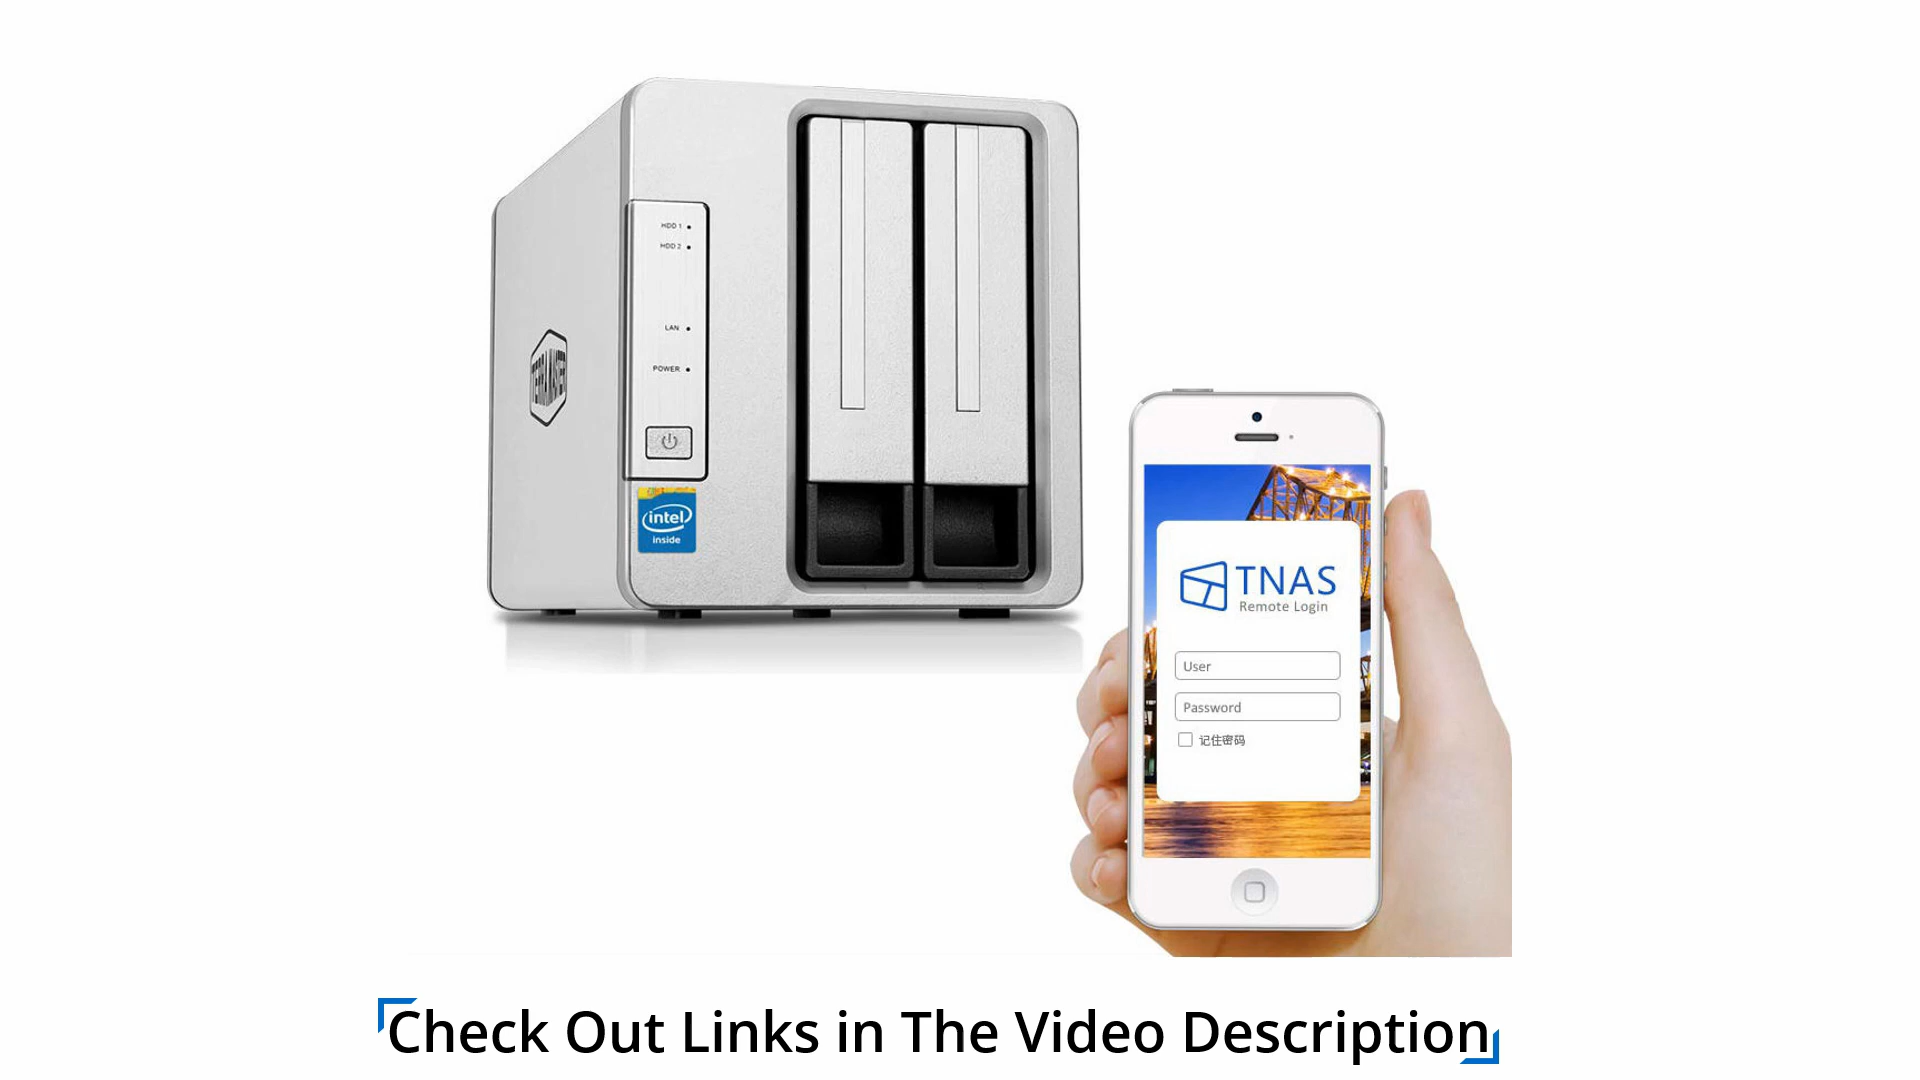 HDD 1
HDD 2
LAN
POWER
TERRAMASTER
intel
inside
TNAS
Remote Login
User
Password
记住密码
Check Out Links in The Video Description